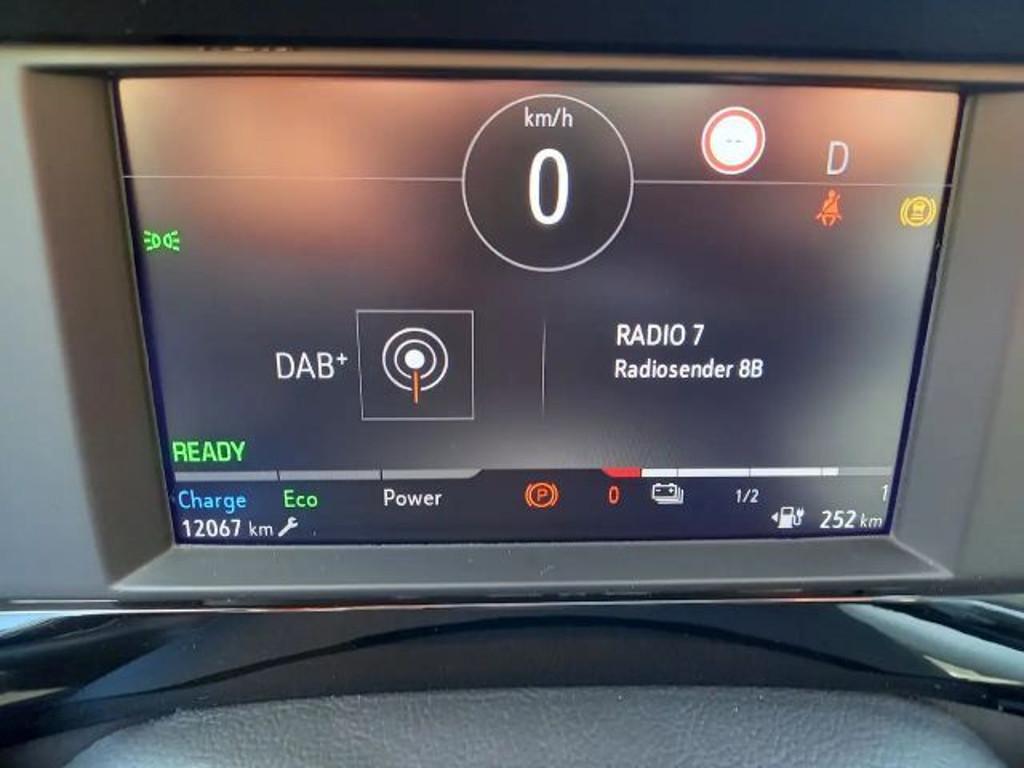 km/h
0
--
D
DAB+
RADIO 7
Radiosender 8B
READY
Charge Eco Power P 0 1/2 1
12067 km 252 km